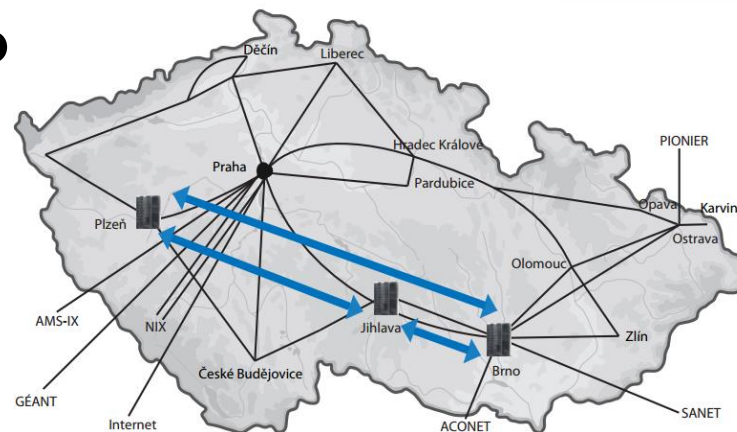 Děčín
Liberec
PIONIER
Praha
Hradec Králové
Pardubice
Opava
Karvin
Plzeň
Ostrava
Olomouc
AMS-IX
NIX
Jihlava
Zlín
GÉANT
České Budějovice
Brno
SANET
Internet
ACONET